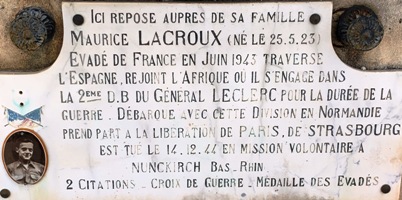 ICI REPOSE AUPRES DE SA FAMILLE
MAURICE LACROUX (NÉ LE 25.5.23)
EVADÉ DE FRANCE EN JUIN 1943 TRAVERSE
L'ESPAGNE, REJOINT L'AFRIQUE OÙ IL S'ENGAGE DANS
LA 2ÈME D.B DU GÉNÉRAL LECLERC POUR LA DURÉE DE LA
GUERRE. DÉBARQUE AVEC CETTE DIVISION EN NORMANDIE
PREND PART A LA LIBÉRATION DE PARIS, DE STRASBOURG
EST TUÉ LE 14.12.44 EN MISSION VOLONTAIRE A
NUNCKIRCH BAS-RHIN
2 CITATIONS - CROIX DE GUERRE - MÉDAILLE DES EVADÉS